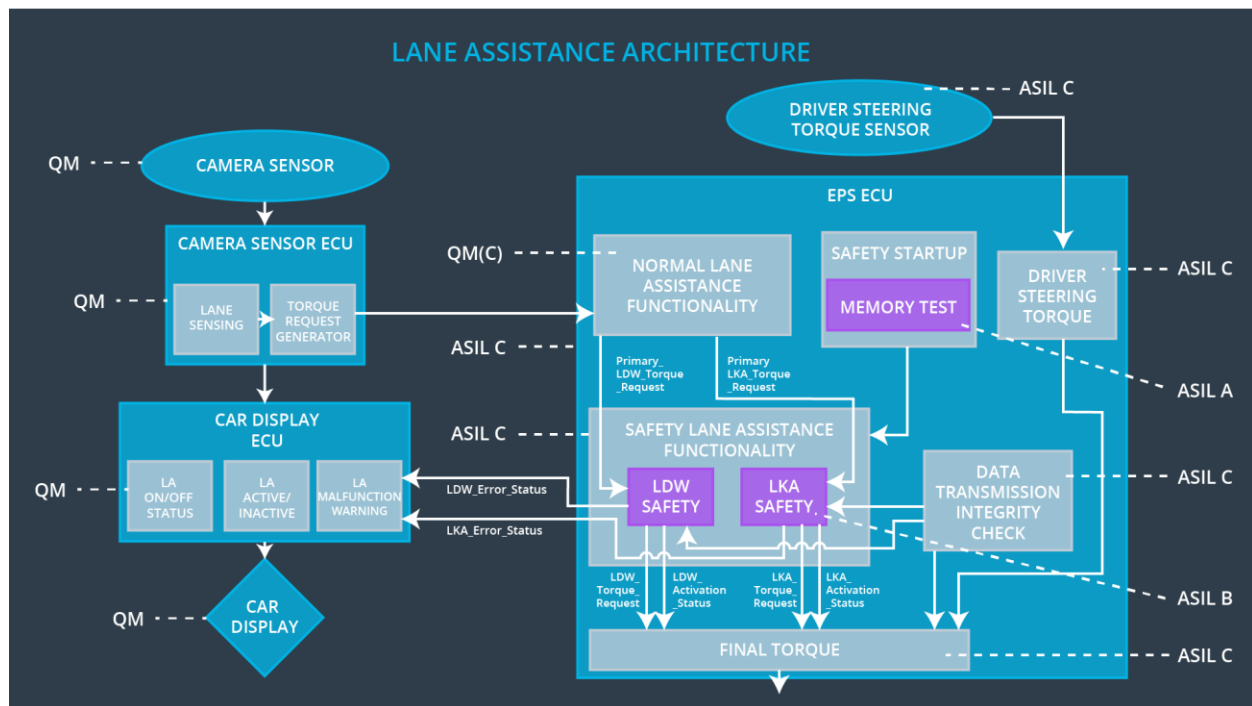 LANE ASSISTANCE ARCHITECTURE
ASIL C
DRIVER STEERING
TORQUE SENSOR
QM
CAMERA SENSOR
EPS ECU
CAMERA SENSOR ECU
QM
LANE
SENSING
TORQUE
REQUEST
GENERATOR
QM(C)
NORMAL LANE
ASSISTANCE
FUNCTIONALITY
SAFETY STARTUP
MEMORY TEST
DRIVER
STEERING
TORQUE
ASIL C
ASIL C
Primary_
LDW_Torque
_Request
Primary
LKA_Torque
_Request
ASIL A
CAR DISPLAY
ECU
QM
LA
ON/OFF
STATUS
LA
ACTIVE/
INACTIVE
LA
MALFUNCTION
WARNING
ASIL C
SAFETY LANE ASSISTANCE
FUNCTIONALITY
LDW
SAFETY
LKA
SAFETY
DATA
TRANSMISSION
INTEGRITY
CHECK
ASIL C
LDW_Error_Status
LKA_Error_Status
LDW_
Torque_
Request
LDW_
Activation
_Status
LKA_
Torque_
Request
LKA_
Activation
_Status
ASIL B
QM
CAR
DISPLAY
FINAL TORQUE
ASIL C